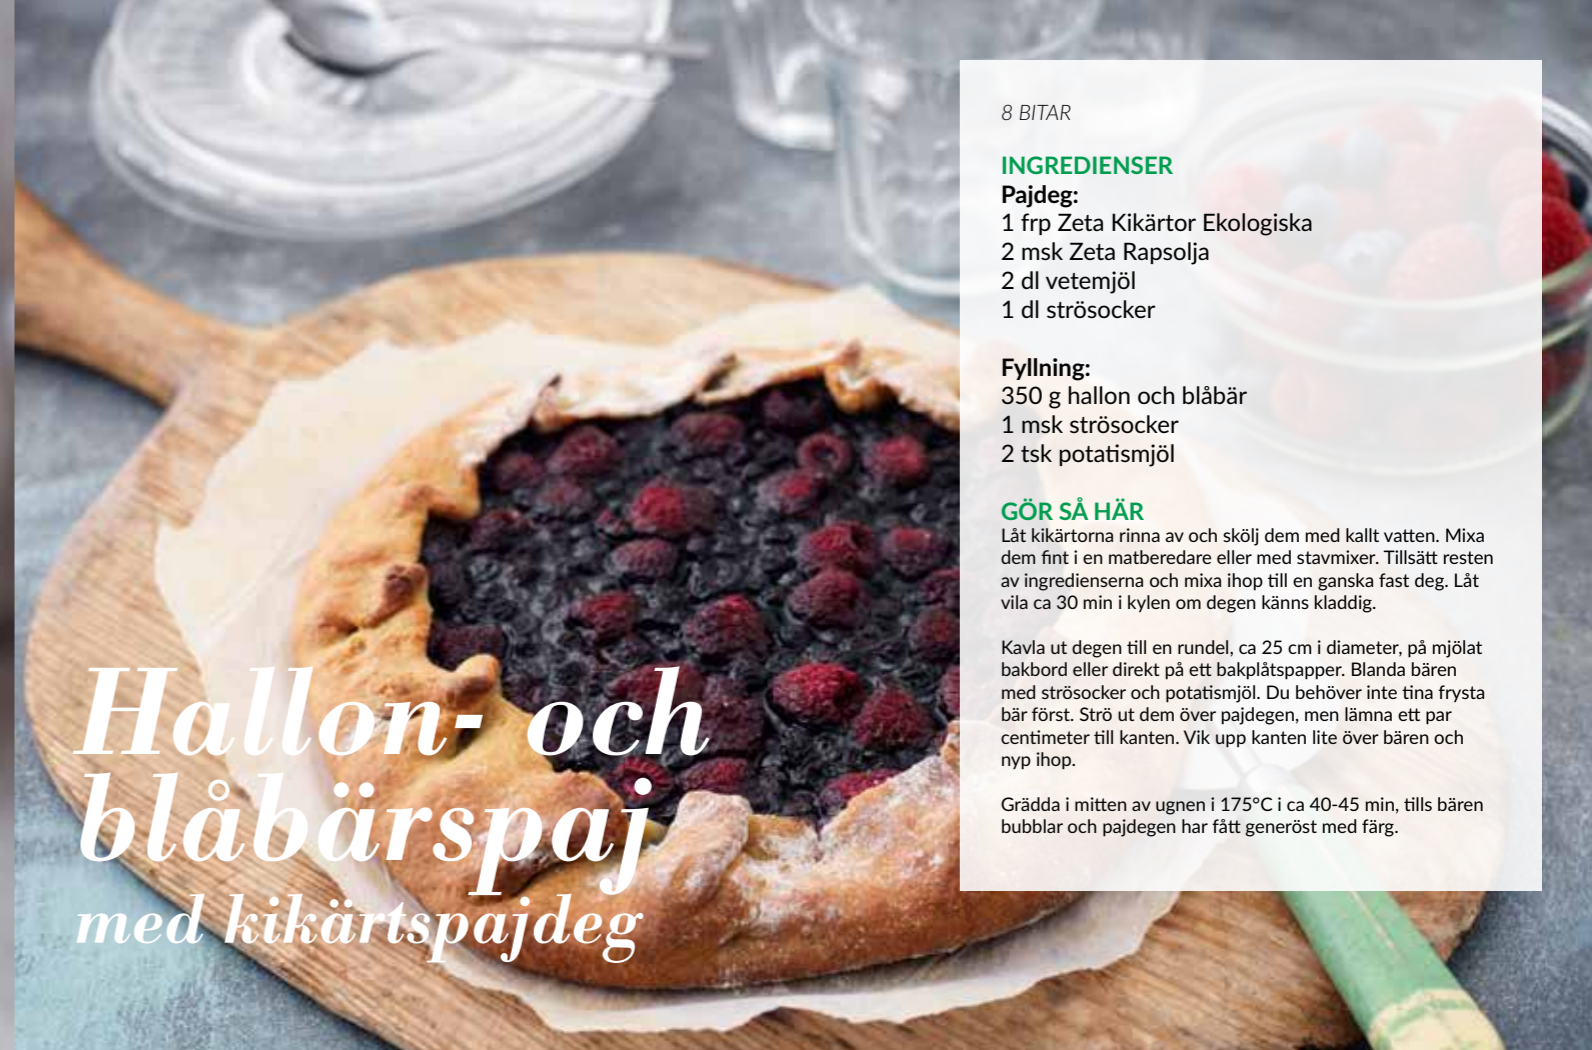 Hallon- och
blåbärspaj
med kikärtspajdeg
8 BITAR
INGREDIENSER
Pajdeg:
1 frp Zeta Kikärtor Ekologiska
2 msk Zeta Rapsolja
2 dl vetemjöl
1 dl strösocker
Fyllning:
350 g hallon och blåbär
1 msk strösocker
2 tsk potatismjöl
GÖR SÅ HÄR
Låt kikärtorna rinna av och skölj dem med kallt vatten. Mixa
dem fint i en matberedare eller med stavmixer. Tillsätt resten
av ingredienserna och mixa ihop till en ganska fast deg. Låt
vila ca 30 min i kylen om degen känns kladdig.
Kavla ut degen till en rundel, ca 25 cm i diameter, på mjölat
bakbord eller direkt på ett bakplåtspapper. Blanda bären
med strösocker och potatismjöl. Du behöver inte tina frysta
bär först. Strö ut dem över pajdegen, men lämna ett par
centimeter till kanten. Vik upp kanten lite över bären och
nyp ihop.
Grädda i mitten av ugnen i 175°C i ca 40-45 min, tills bären
bubblar och pajdegen har fått generöst med färg.